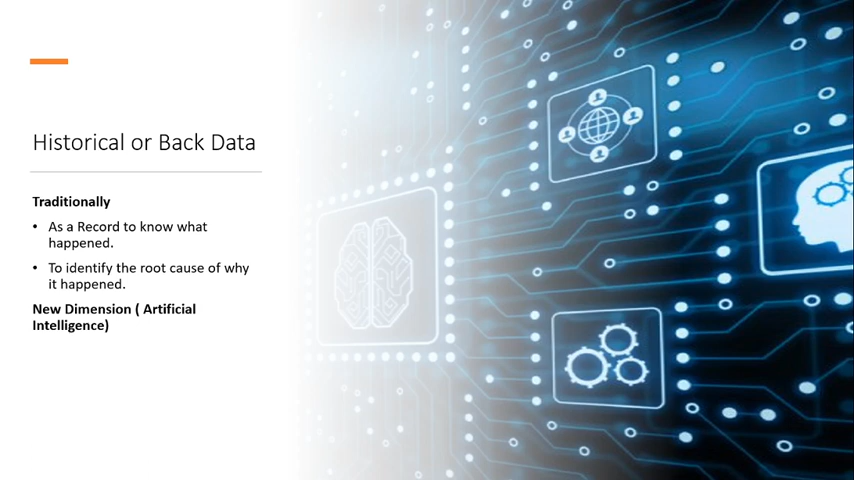 Historical or Back Data
Traditionally
• As a Record to know what
happened.
• To identify the root cause of why
it happened.
New Dimension ( Artificial
Intelligence)